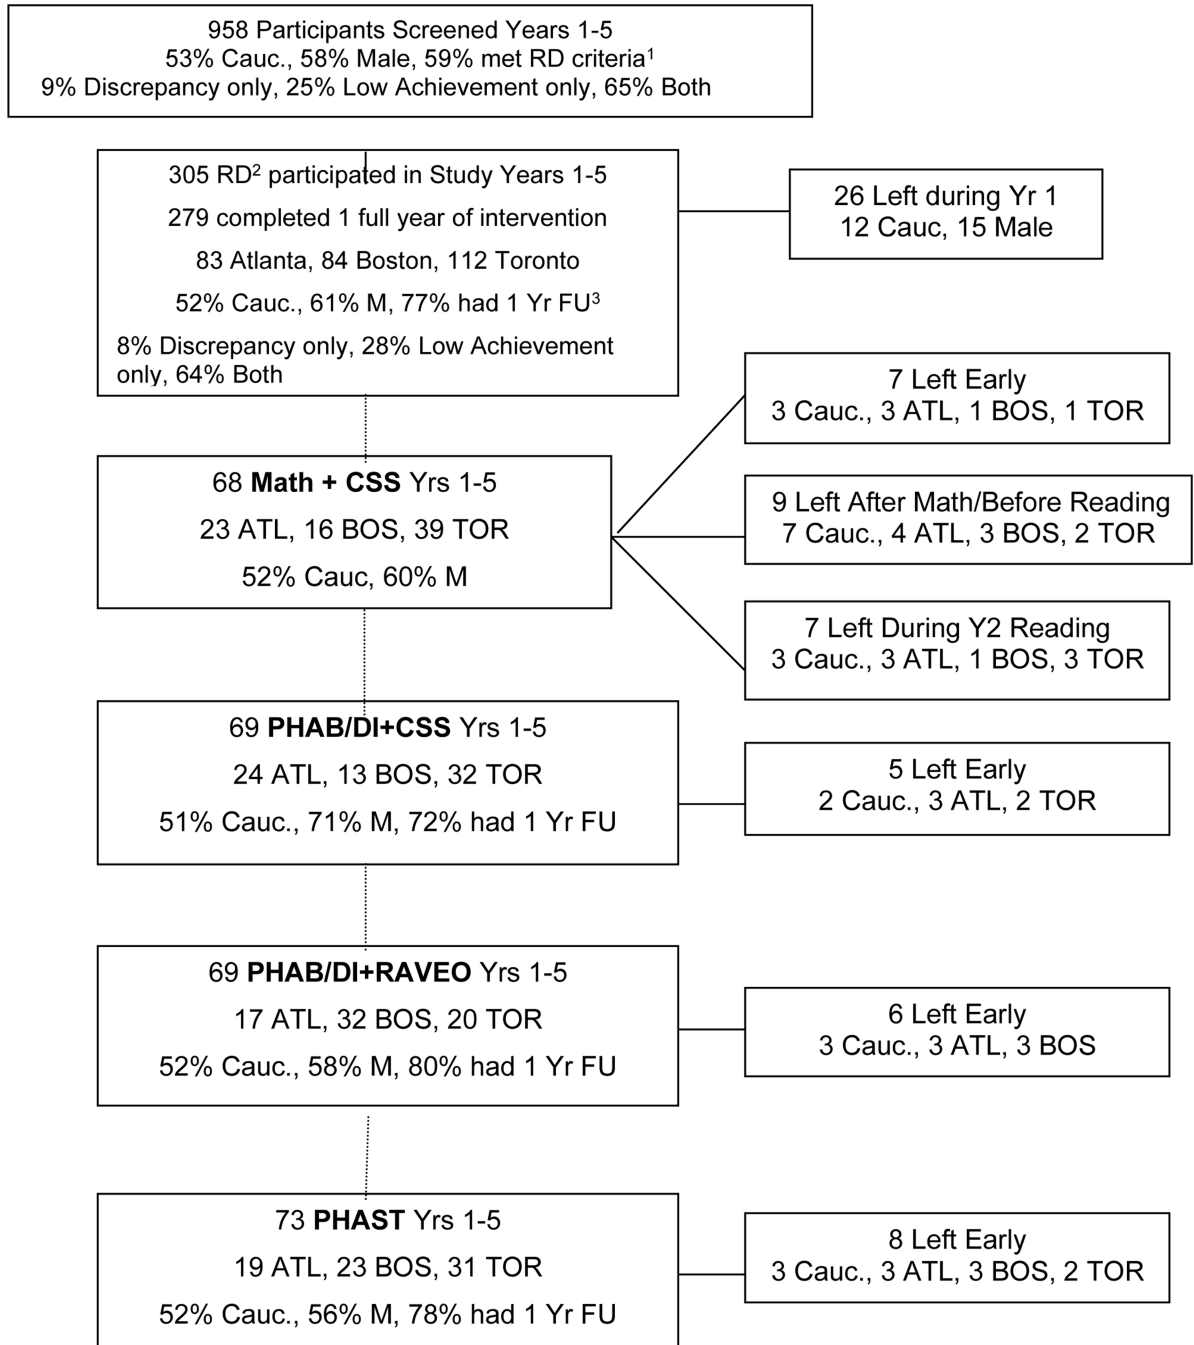 958 Participants Screened Years 1-5
53% Cauc., 58% Male, 59% met RD criteria¹
9% Discrepancy only, 25% Low Achievement only, 65% Both
305 RD² participated in Study Years 1-5
279 completed 1 full year of intervention
83 Atlanta, 84 Boston, 112 Toronto
52% Cauc., 61% M, 77% had 1 Yr FU³
8% Discrepancy only, 28% Low Achievement
only, 64% Both
26 Left during Yr 1
12 Cauc, 15 Male
68 Math + CSS Yrs 1-5
23 ATL, 16 BOS, 39 TOR
52% Cauc, 60% M
7 Left Early
3 Cauc., 3 ATL, 1 BOS, 1 TOR
9 Left After Math/Before Reading
7 Cauc., 4 ATL, 3 BOS, 2 TOR
7 Left During Y2 Reading
3 Cauc., 3 ATL, 1 BOS, 3 TOR
69 PHAB/DI+CSS Yrs 1-5
24 ATL, 13 BOS, 32 TOR
51% Cauc., 71% M, 72% had 1 Yr FU
5 Left Early
2 Cauc., 3 ATL, 2 TOR
69 PHAB/DI+RAVEO Yrs 1-5
17 ATL, 32 BOS, 20 TOR
52% Cauc., 58% M, 80% had 1 Yr FU
6 Left Early
3 Cauc., 3 ATL, 3 BOS
73 PHAST Yrs 1-5
19 ATL, 23 BOS, 31 TOR
52% Cauc., 56% M, 78% had 1 Yr FU
8 Left Early
3 Cauc., 3 ATL, 3 BOS, 2 TOR